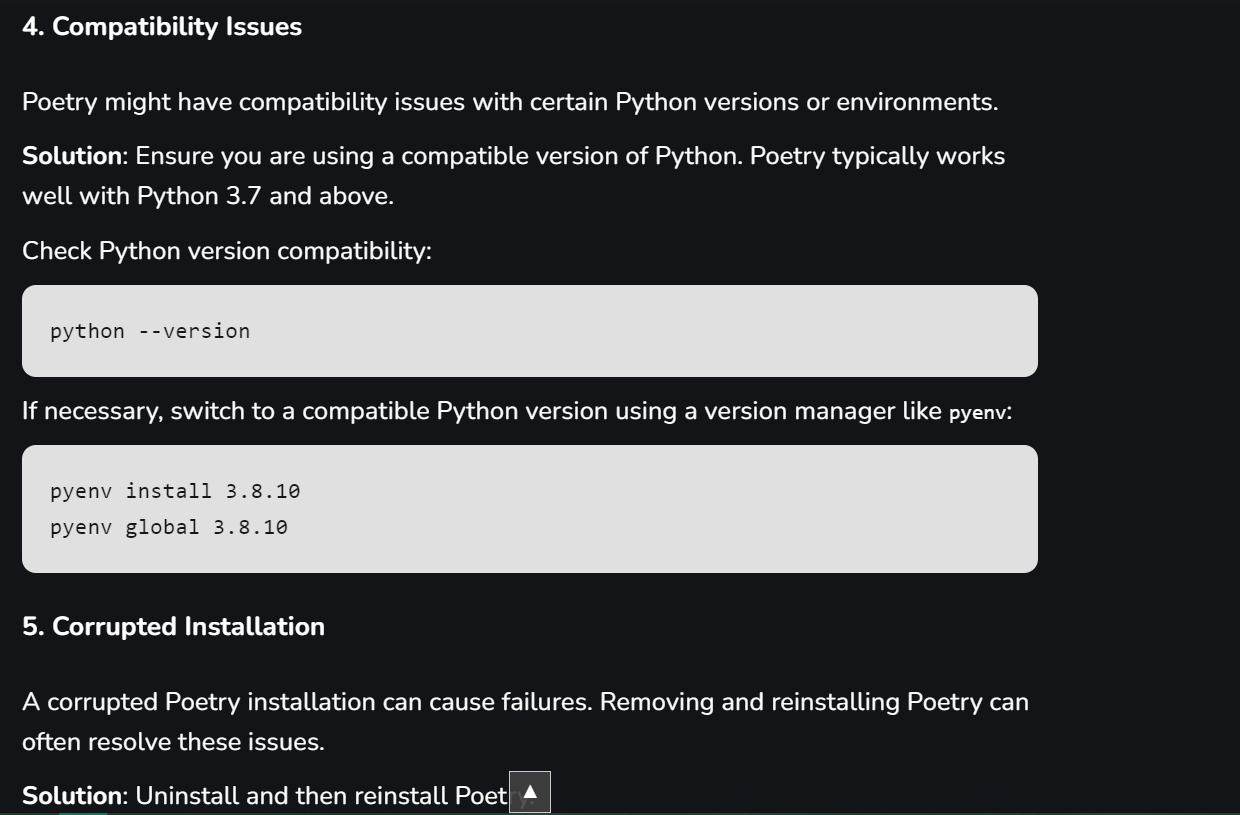 4. Compatibility Issues
Poetry might have compatibility issues with certain Python versions or environments.
Solution: Ensure you are using a compatible version of Python. Poetry typically works
well with Python 3.7 and above.
Check Python version compatibility:
python --version
If necessary, switch to a compatible Python version using a version manager like pyenv:
pyenv install 3.8.10
pyenv global 3.8.10
5. Corrupted Installation
A corrupted Poetry installation can cause failures. Removing and reinstalling Poetry can
often resolve these issues.
Solution: Uninstall and then reinstall Poetry.